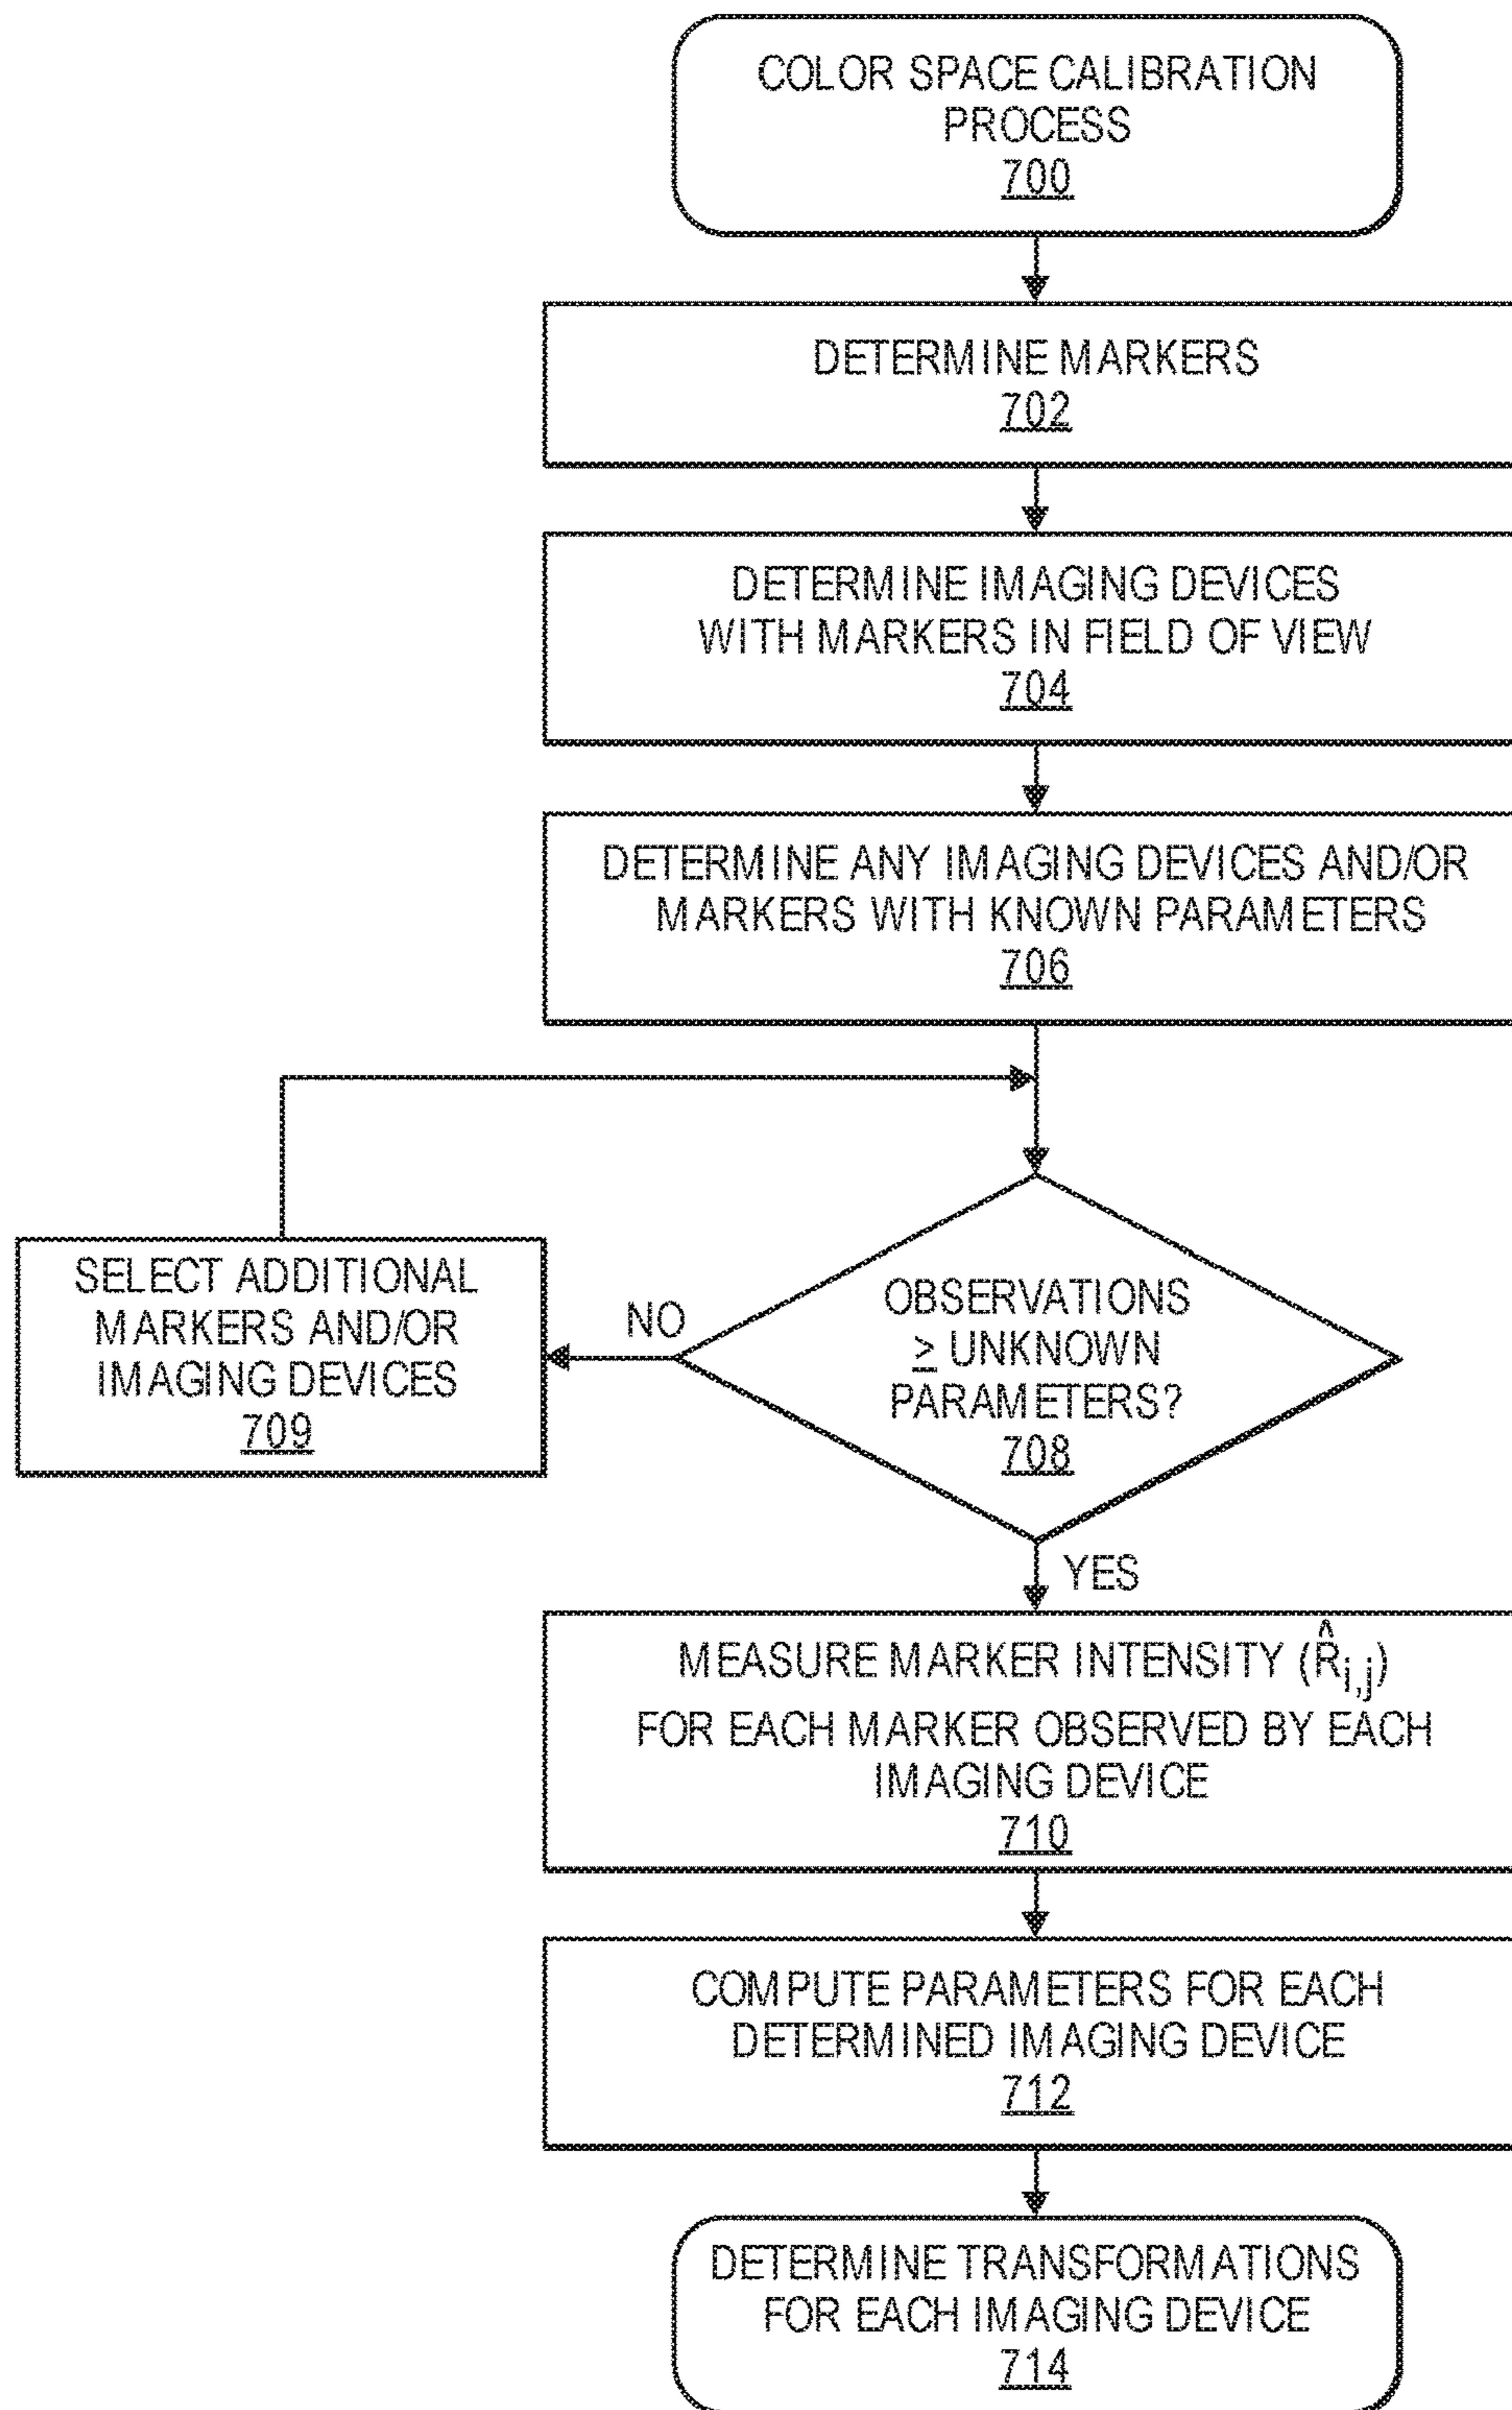 COLOR SPACE CALIBRATION
PROCESS
700
DETERMINE MARKERS
702
DETERMINE IMAGING DEVICES
WITH MARKERS IN FIELD OF VIEW
704
DETERMINE ANY IMAGING DEVICES AND/OR
MARKERS WITH KNOWN PARAMETERS
706
SELECT ADDITIONAL
MARKERS AND/OR
IMAGING DEVICES
709
NO
OBSERVATIONS
≥ UNKNOWN
PARAMETERS?
708
YES
MEASURE MARKER INTENSITY (R̂i,j)
FOR EACH MARKER OBSERVED BY EACH
IMAGING DEVICE
710
COMPUTE PARAMETERS FOR EACH
DETERMINED IMAGING DEVICE
712
DETERMINE TRANSFORMATIONS
FOR EACH IMAGING DEVICE
714